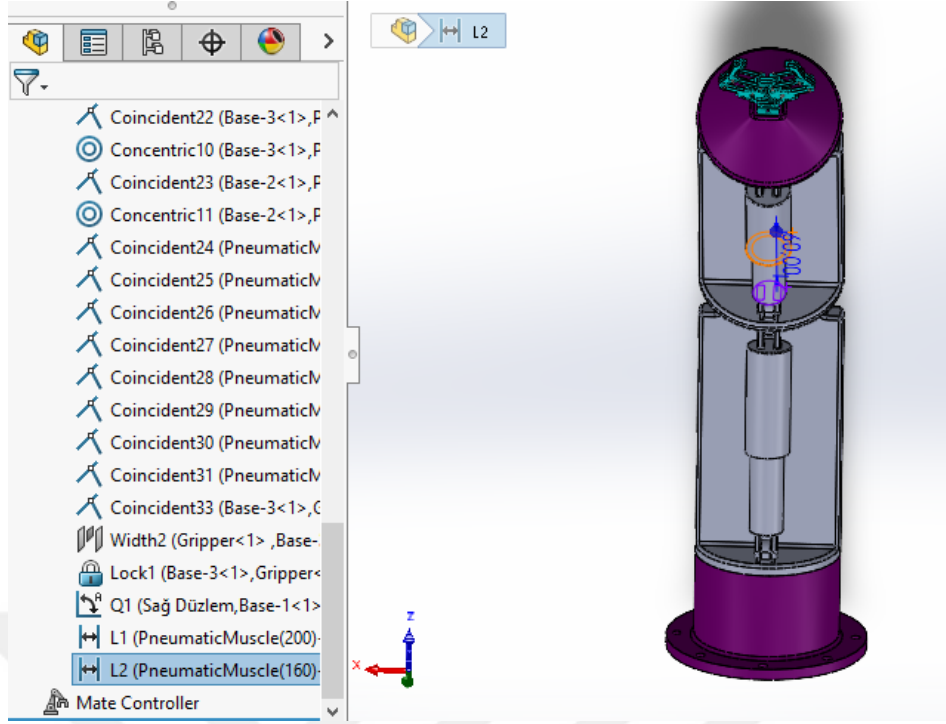 L2
Coincident22 (Base-3<1>,P
Concentric10 (Base-3<1>,P
Coincident23 (Base-2<1>,P
Concentric11 (Base-2<1>,P
Coincident24 (PneumaticM
Coincident25 (PneumaticM
Coincident26 (PneumaticM
Coincident27 (PneumaticM
Coincident28 (PneumaticM
Coincident29 (PneumaticM
Coincident30 (PneumaticM
Coincident31 (PneumaticM
Coincident33 (Base-3<1>,G
Width2 (Gripper<1> ,Base-
Lock1 (Base-3<1>,Gripper<
Q1 (Sağ Düzlem,Base-1<1>
L1 (PneumaticMuscle(200)-
L2 (PneumaticMuscle(160)-
Mate Controller
60,00
Z
X